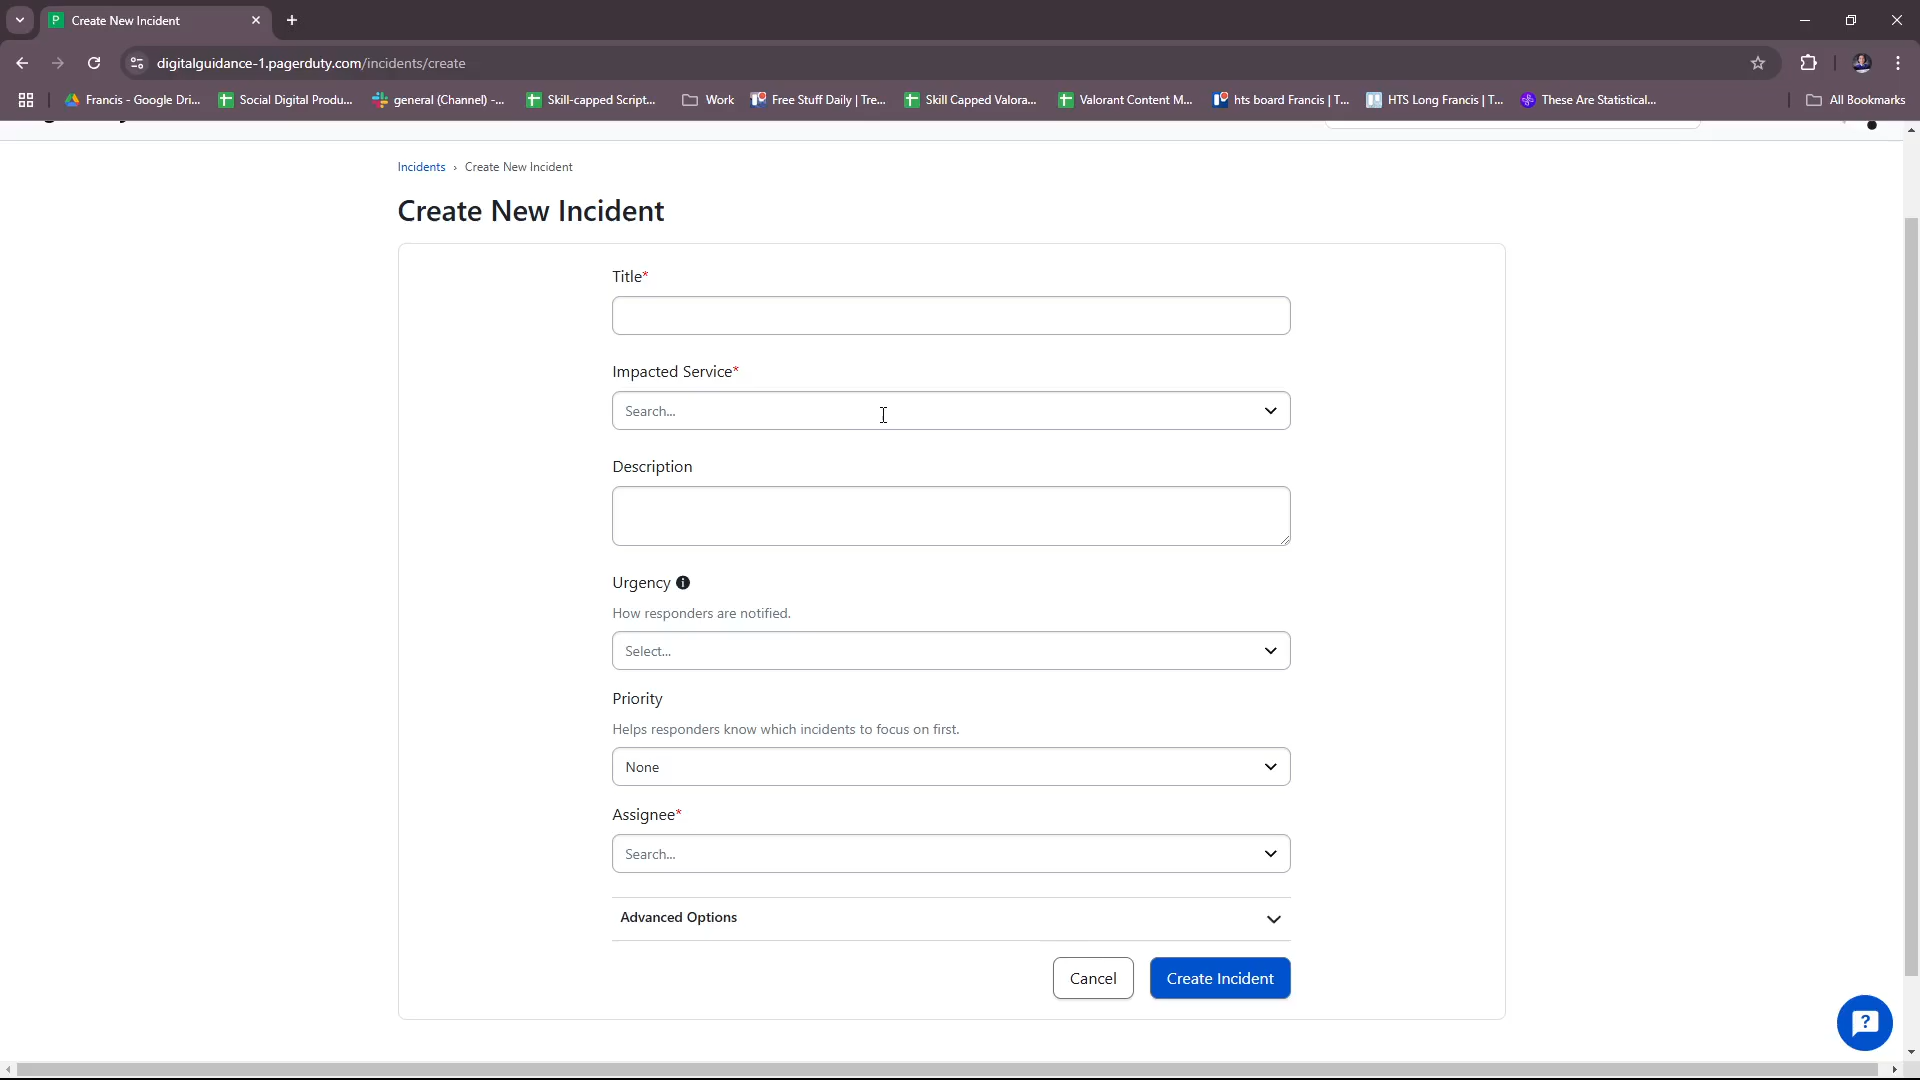 Create New Incident
digitalguidance-1.pagerduty.com/incidents/create
Francis - Google Dri...
Social Digital Produ...
general (Channel) -...
Skill-capped Script...
Work
Free Stuff Daily | Tre...
Skill Capped Valora...
Valorant Content M...
hts board Francis | T...
HTS Long Francis | T...
These Are Statistical...
All Bookmarks
Incidents › Create New Incident
Create New Incident
Title*
Impacted Service*
Search...
Description
Urgency
How responders are notified.
Select...
Priority
Helps responders know which incidents to focus on first.
None
Assignee*
Search...
Advanced Options
Cancel
Create Incident